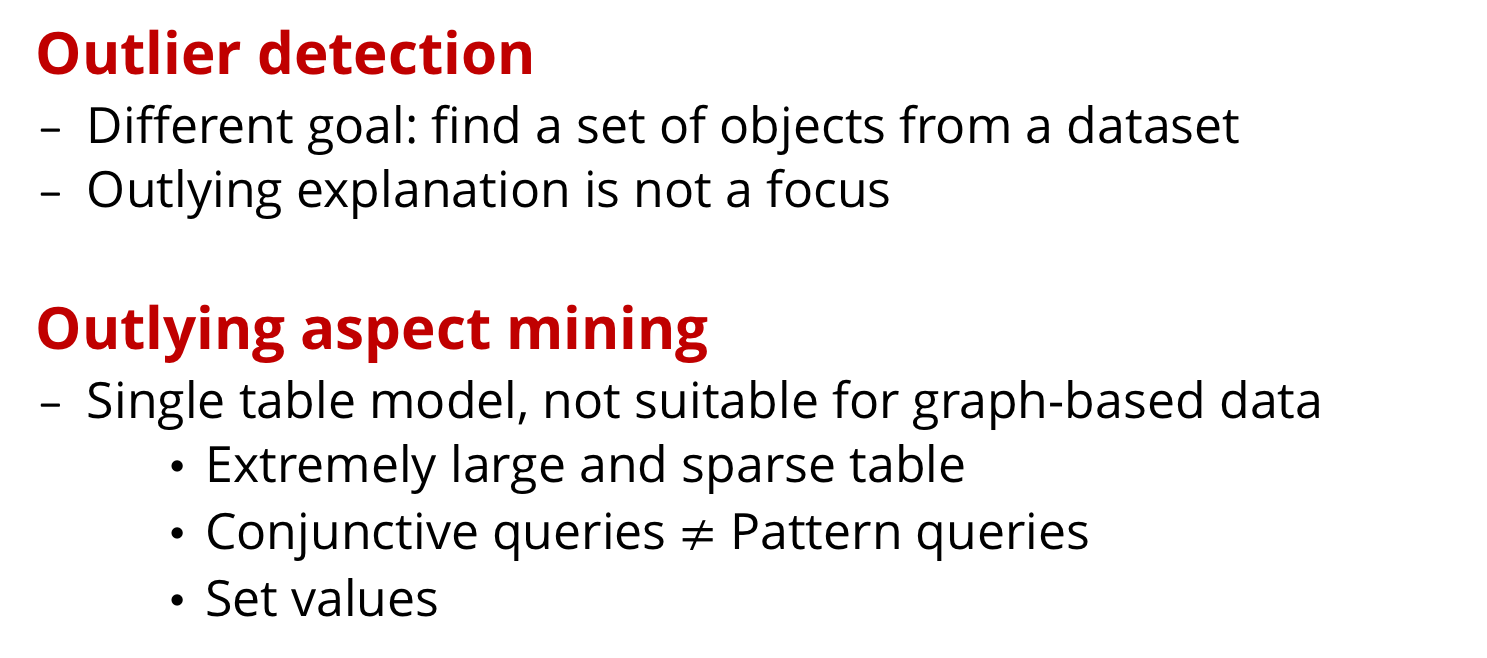 Outlier detection
– Different goal: find a set of objects from a dataset
– Outlying explanation is not a focus
Outlying aspect mining
– Single table model, not suitable for graph-based data
• Extremely large and sparse table
• Conjunctive queries ≠ Pattern queries
• Set values